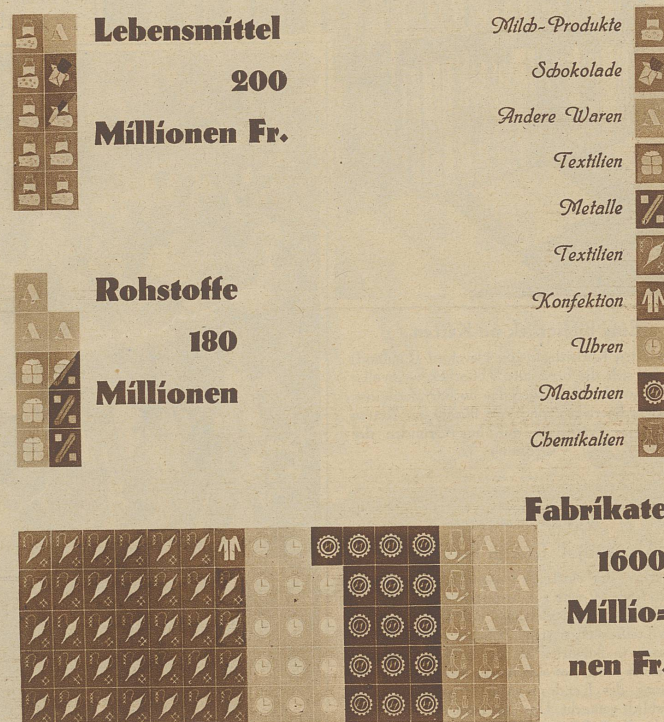 Lebensmittel
200
Millionen Fr.
Milch-Produkte
Schokolade
Andere Waren
Textilien
Metalle
Textilien
Konfektion
Uhren
Maschinen
Chemikalien
Rohstoffe
180
Millionen
Fabrikate
1600
Millio=
nen Fr.